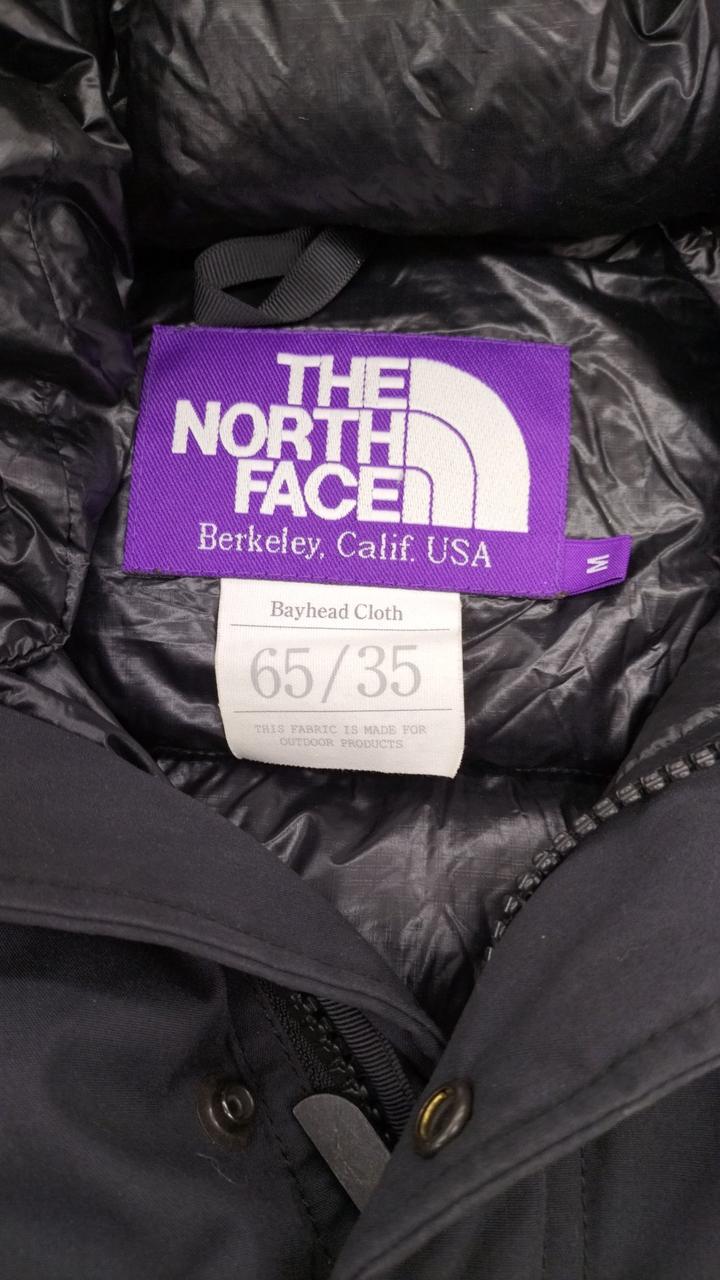 THE
NORTH
FACE
Berkeley, Calif. USA
M
Bayhead Cloth
65/35
THIS FABRIC IS MADE FOR
OUTDOOR PRODUCTS